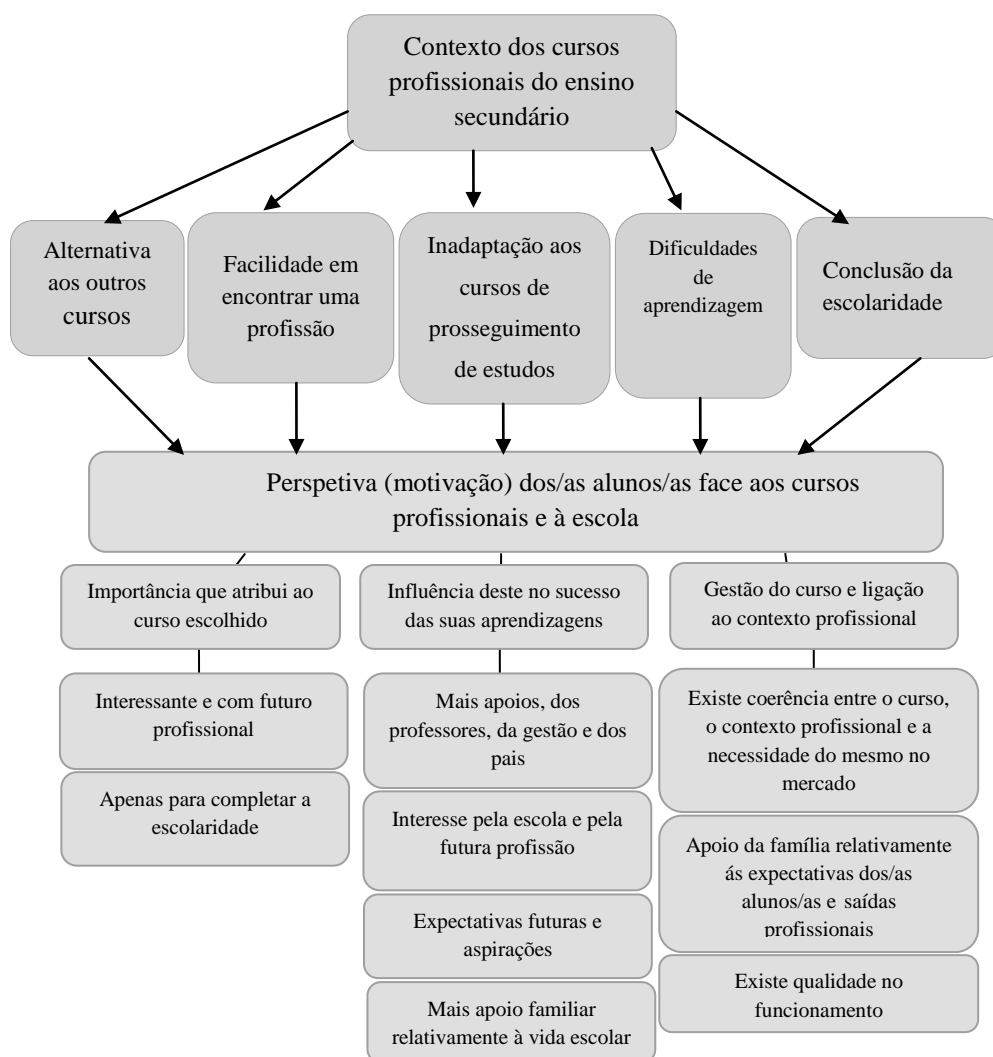 Contexto dos cursos
profissionais do ensino
secundário
Alternativa
aos outros
cursos
Facilidade em
encontrar uma
profissão
Inadaptação aos
cursos de
prosseguimento
de estudos
Dificuldades
de
aprendizagem
Conclusão da
escolaridade
Perspetiva (motivação) dos/as alunos/as face aos cursos
profissionais e à escola
Importância que atribui ao
curso escolhido
Influência deste no sucesso
das suas aprendizagens
Gestão do curso e ligação
ao contexto profissional
Interessante e com futuro
profissional
Apenas para completar a
escolaridade
Mais apoios, dos
professores, da gestão e dos
pais
Interesse pela escola e pela
futura profissão
Expectativas futuras e
aspirações
Mais apoio familiar
relativamente à vida escolar
Existe coerência entre o curso,
o contexto profissional e a
necessidade do mesmo no
mercado
Apoio da família relativamente
ás expectativas dos/as
alunos/as e saídas
profissionais
Existe qualidade no
funcionamento